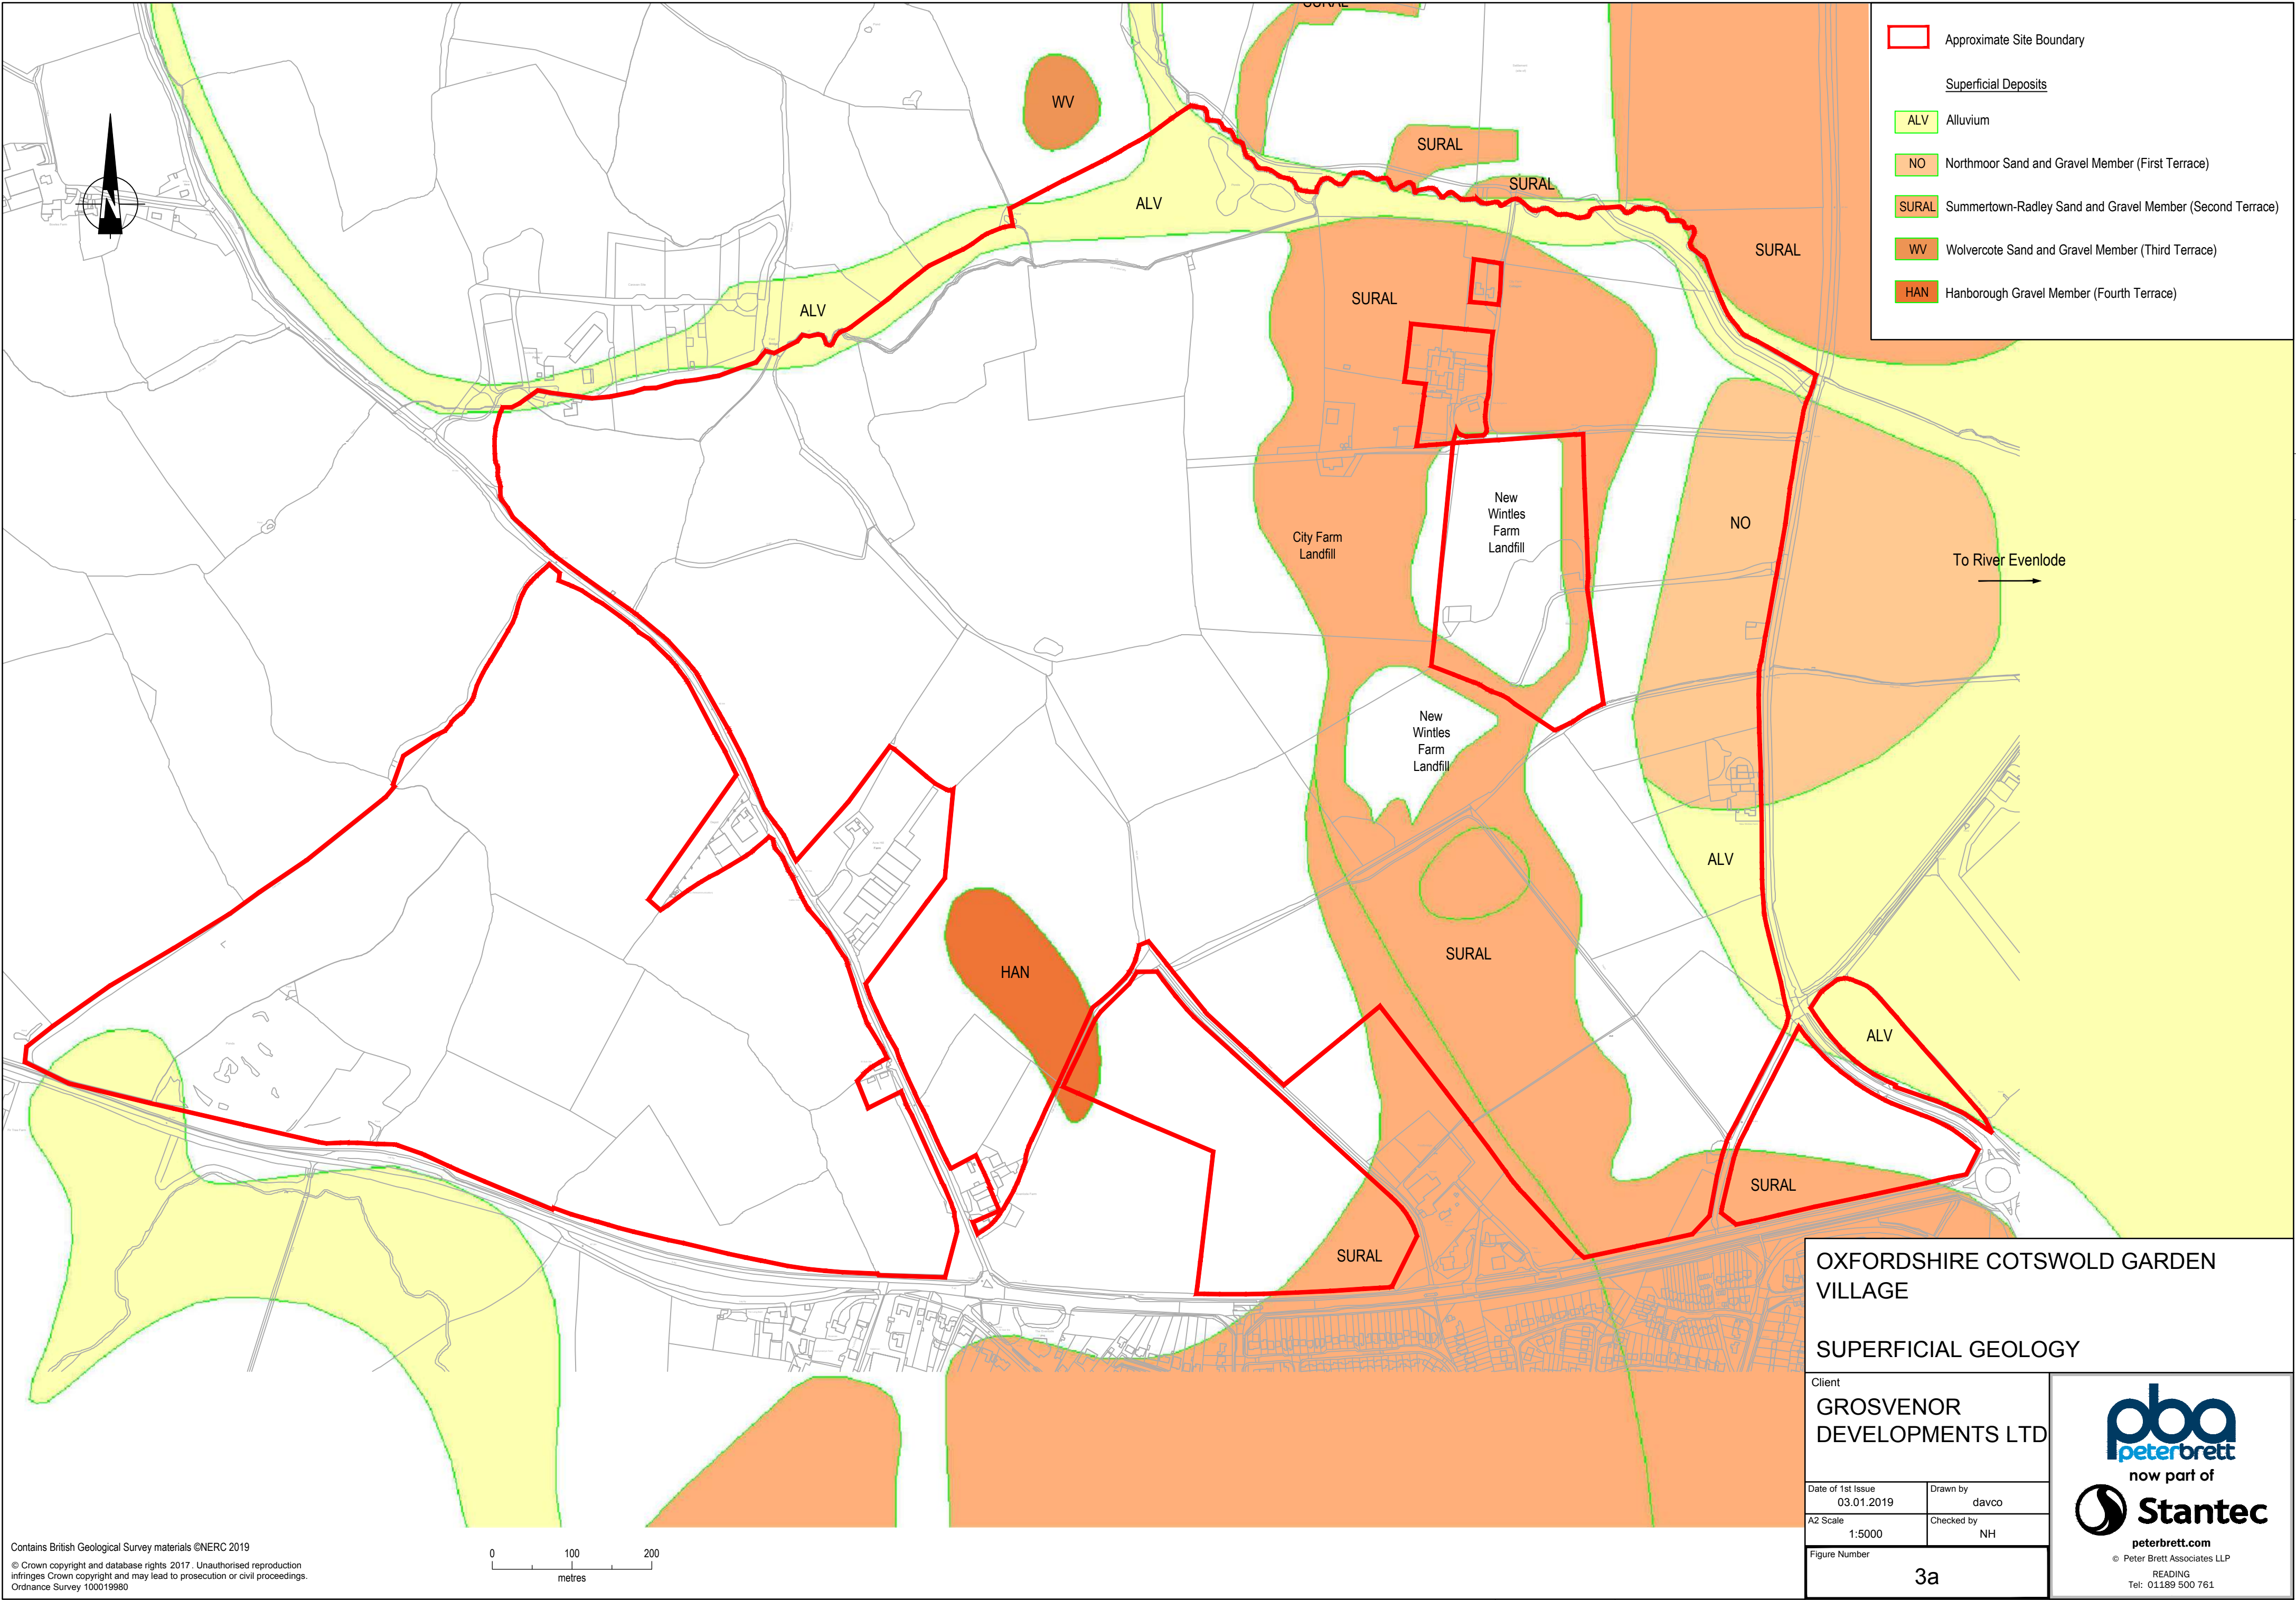 SURAL
WV
SURAL
SURAL
ALV
SURAL
SURAL
ALV
New
Wintles
Farm
Landfill
City Farm
Landfill
NO
To River Evenlode
New
Wintles
Farm
Landfill
ALV
SURAL
HAN
ALV
SURAL
SURAL
N
Approximate Site Boundary
Superficial Deposits
ALV Alluvium
NO Northmoor Sand and Gravel Member (First Terrace)
SURAL Summertown-Radley Sand and Gravel Member (Second Terrace)
WV Wolvercote Sand and Gravel Member (Third Terrace)
HAN Hanborough Gravel Member (Fourth Terrace)
OXFORDSHIRE COTSWOLD GARDEN
VILLAGE
SUPERFICIAL GEOLOGY
Client
GROSVENOR
DEVELOPMENTS LTD
Date of 1st Issue
03.01.2019
Drawn by
davco
A2 Scale
1:5000
Checked by
NH
Figure Number
3a
pba
peterbrett
now part of
Stantec
peterbrett.com
© Peter Brett Associates LLP
READING
Tel: 01189 500 761
Contains British Geological Survey materials ©NERC 2019
© Crown copyright and database rights 2017. Unauthorised reproduction
infringes Crown copyright and may lead to prosecution or civil proceedings.
Ordnance Survey 100019980
0 100 200
metres